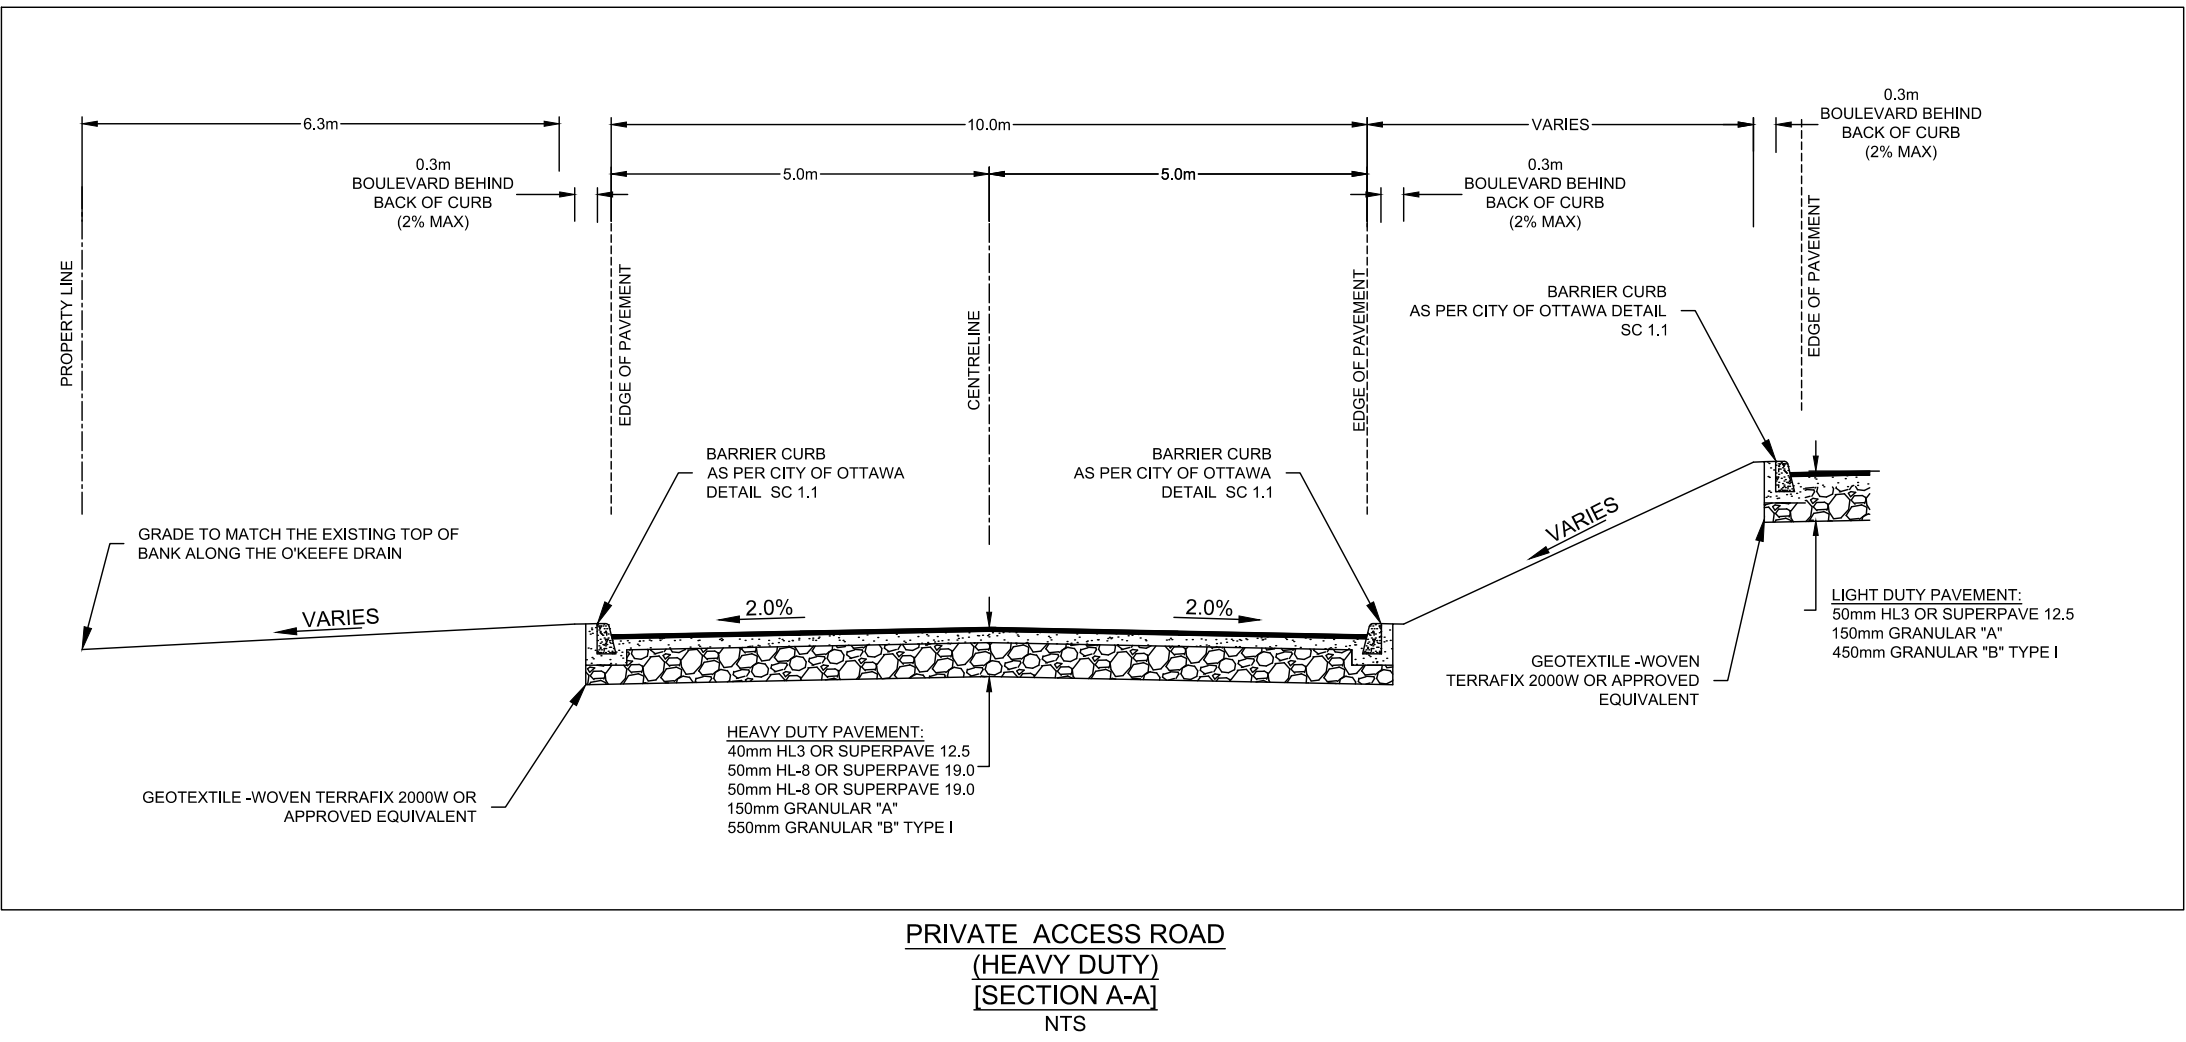 0.3m
BOULEVARD BEHIND
BACK OF CURB
(2% MAX)
6.3m
10.0m
VARIES
0.3m
BOULEVARD BEHIND
BACK OF CURB
(2% MAX)
5.0m
5.0m
0.3m
BOULEVARD BEHIND
BACK OF CURB
(2% MAX)
PROPERTY LINE
EDGE OF PAVEMENT
CENTRELINE
EDGE OF PAVEMENT
EDGE OF PAVEMENT
BARRIER CURB
AS PER CITY OF OTTAWA DETAIL
SC 1.1
BARRIER CURB
AS PER CITY OF OTTAWA
DETAIL SC 1.1
BARRIER CURB
AS PER CITY OF OTTAWA
DETAIL SC 1.1
GRADE TO MATCH THE EXISTING TOP OF
BANK ALONG THE O'KEEFE DRAIN
VARIES
VARIES
2.0%
2.0%
LIGHT DUTY PAVEMENT:
50mm HL3 OR SUPERPAVE 12.5
150mm GRANULAR "A"
450mm GRANULAR "B" TYPE I
GEOTEXTILE -WOVEN
TERRAFIX 2000W OR APPROVED
EQUIVALENT
HEAVY DUTY PAVEMENT:
40mm HL3 OR SUPERPAVE 12.5
50mm HL-8 OR SUPERPAVE 19.0
50mm HL-8 OR SUPERPAVE 19.0
150mm GRANULAR "A"
550mm GRANULAR "B" TYPE I
GEOTEXTILE -WOVEN TERRAFIX 2000W OR
APPROVED EQUIVALENT
PRIVATE ACCESS ROAD
(HEAVY DUTY)
[SECTION A-A]
NTS